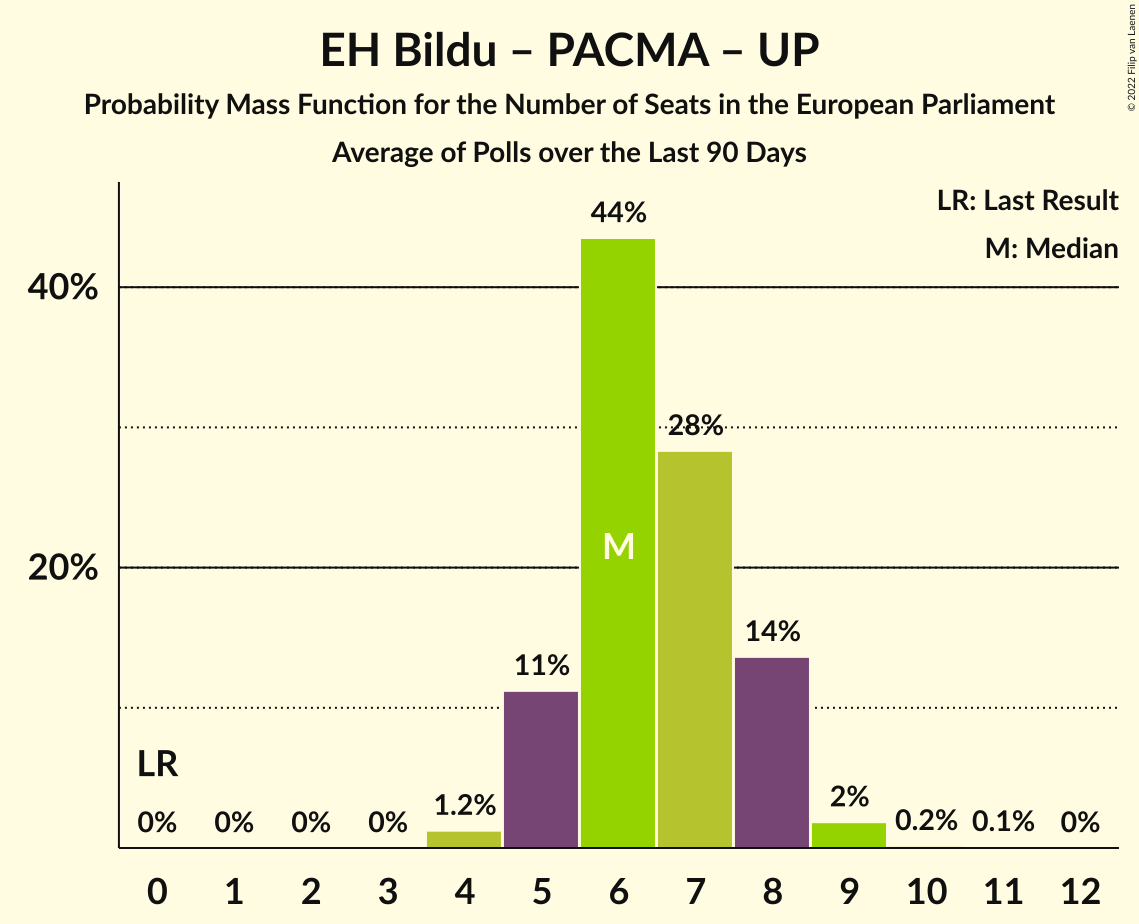 EH Bildu – PACMA – UP
Probability Mass Function for the Number of Seats in the European Parliament
Average of Polls over the Last 90 Days
© 2022 Filip van Laenen
LR: Last Result
M: Median
44%
40%
28%
M
20%
14%
11%
LR
0% 0% 0% 0% 1.2% 2% 0.2% 0.1% 0%
0 1 2 3 4 5 6 7 8 9 10 11 12